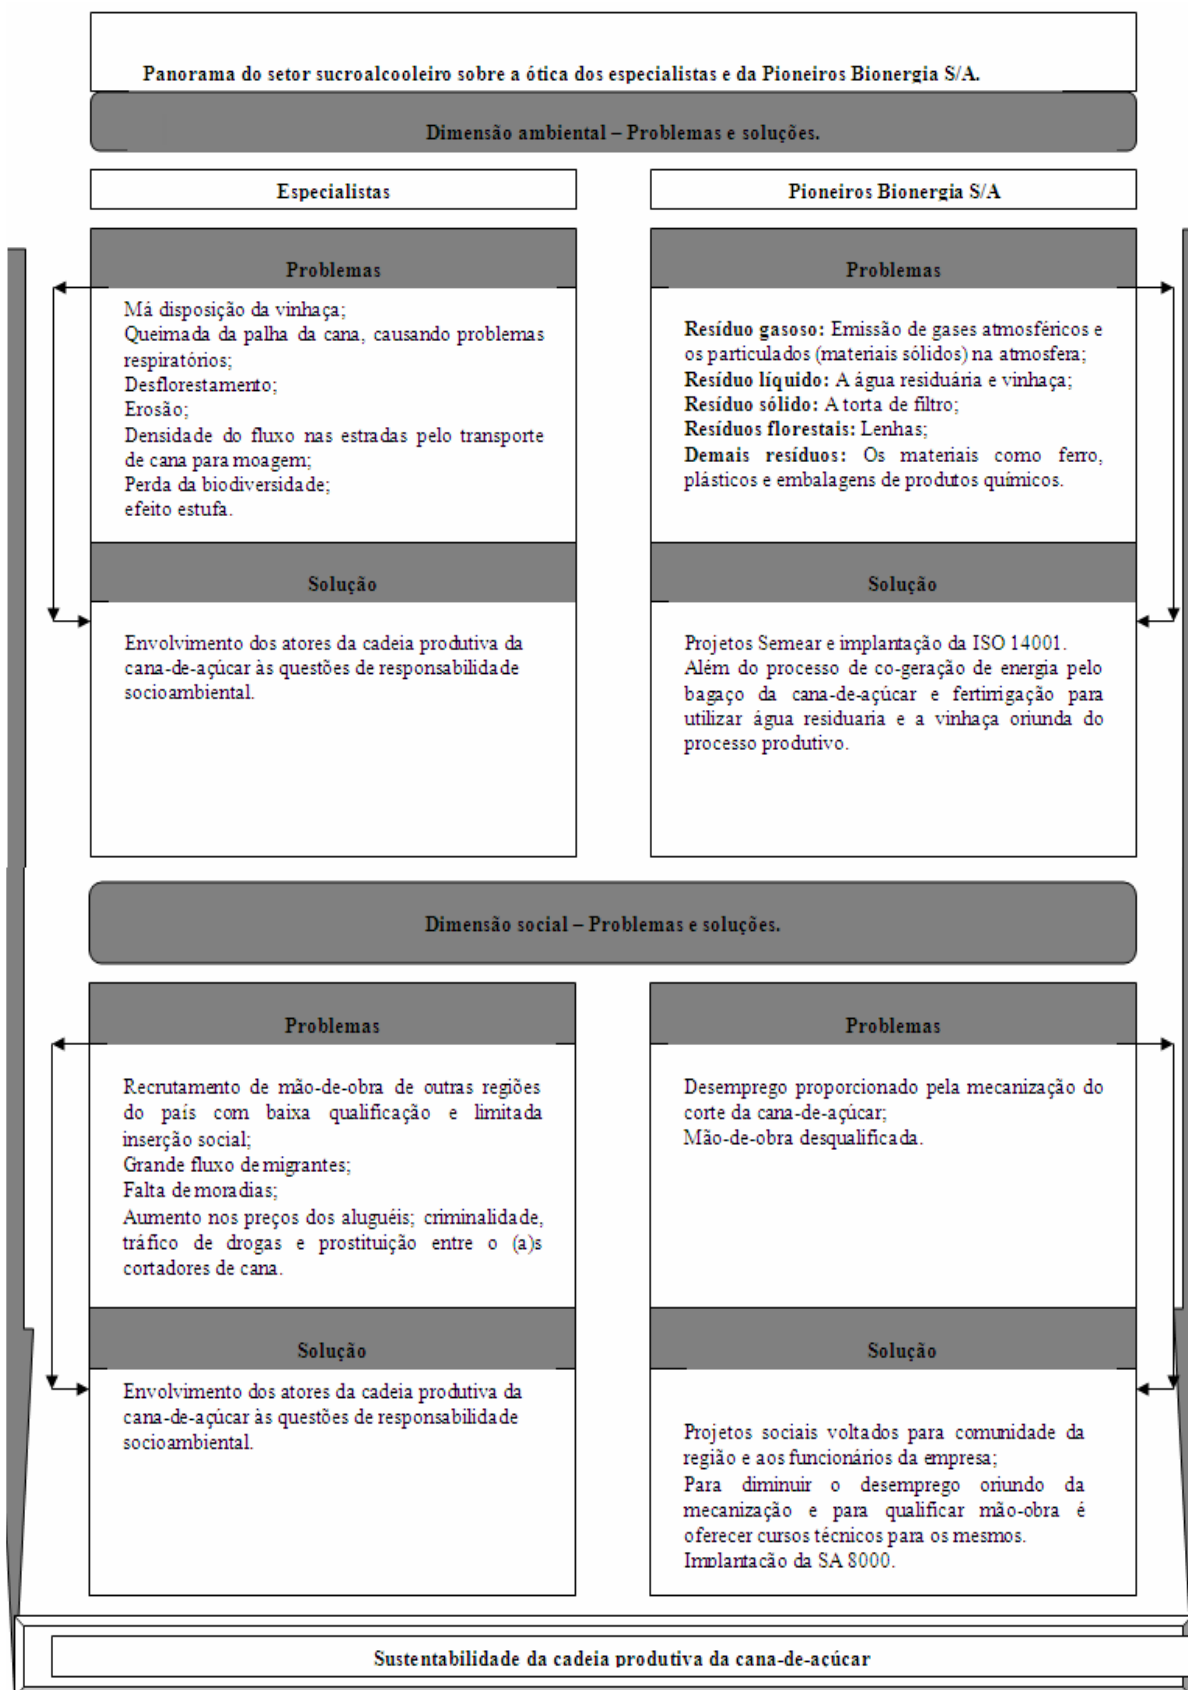 Panorama do setor sucroalcooleiro sobre a ótica dos especialistas e da Pioneiros Bionergia S/A.
Dimensão ambiental – Problemas e soluções.
Especialistas
Problemas
Má disposição da vinhaça;
Queimada da palha da cana, causando problemas
respiratórios;
Desflorestamento;
Erosão;
Densidade do fluxo nas estradas pelo transporte
de cana para moagem;
Perda da biodiversidade;
efeito estufa.
Solução
Envolvimento dos atores da cadeia produtiva da
cana-de-açúcar às questões de responsabilidade
socioambiental.
Pioneiros Bionergia S/A
Problemas
Resíduo gasoso: Emissão de gases atmosféricos e
os particulados (materiais sólidos) na atmosfera;
Resíduo líquido: A água residuária e vinhaça;
Resíduo sólido: A torta de filtro;
Resíduos florestais: Lenhas;
Demais resíduos: Os materiais como ferro,
plásticos e embalagens de produtos químicos.
Solução
Projetos Semear e implantação da ISO 14001.
Além do processo de co-geração de energia pelo
bagaço da cana-de-açúcar e fertirrigação para
utilizar água residuaria e a vinhaça oriunda do
processo produtivo.
Dimensão social – Problemas e soluções.
Problemas
Recrutamento de mão-de-obra de outras regiões
do país com baixa qualificação e limitada
inserção social;
Grande fluxo de migrantes;
Falta de moradias;
Aumento nos preços dos aluguéis; criminalidade,
tráfico de drogas e prostituição entre o (a)s
cortadores de cana.
Solução
Envolvimento dos atores da cadeia produtiva da
cana-de-açúcar às questões de responsabilidade
socioambiental.
Problemas
Desemprego proporcionado pela mecanização do
corte da cana-de-açúcar;
Mão-de-obra desqualificada.
Solução
Projetos sociais voltados para comunidade da
região e aos funcionários da empresa;
Para diminuir o desemprego oriundo da
mecanização e para qualificar mão-obra é
oferecer cursos técnicos para os mesmos.
Implantação da SA 8000.
Sustentabilidade da cadeia produtiva da cana-de-açúcar